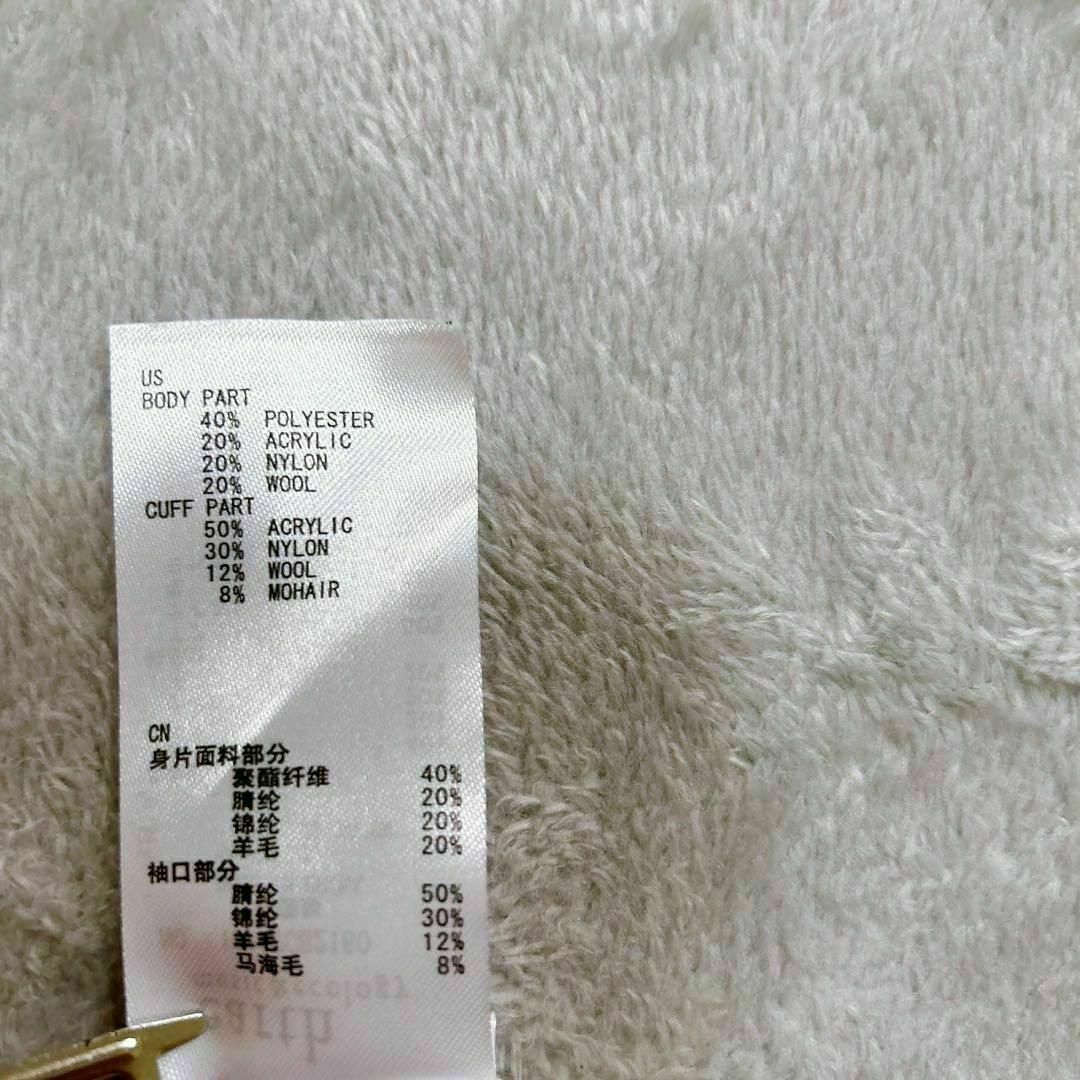 US
BODY PART
40% POLYESTER
20% ACRYLIC
20% NYLON
20% WOOL
CUFF PART
50% ACRYLIC
30% NYLON
12% WOOL
8% MOHAIR
CN
身片面料部分
聚酯纤维 40%
腈纶 20%
锦纶 20%
羊毛 20%
袖口部分
腈纶 50%
锦纶 30%
羊毛 12%
马海毛 8%
earth